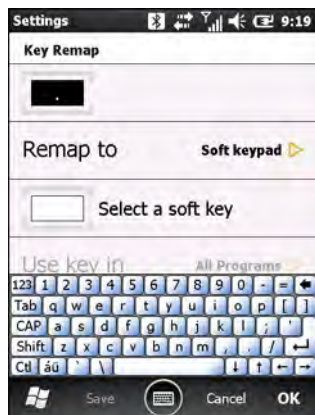 Settings 9:19
Key Remap
.
Remap to Soft keypad
Select a soft key
Use key in All Programs
123 1 2 3 4 5 6 7 8 9 0 - =
Tab q w e r t y u i o p [ ]
CAP a s d f g h j k l ; '
Shift z x c v b n m , . /
Ctl áü ` \
Save Cancel OK